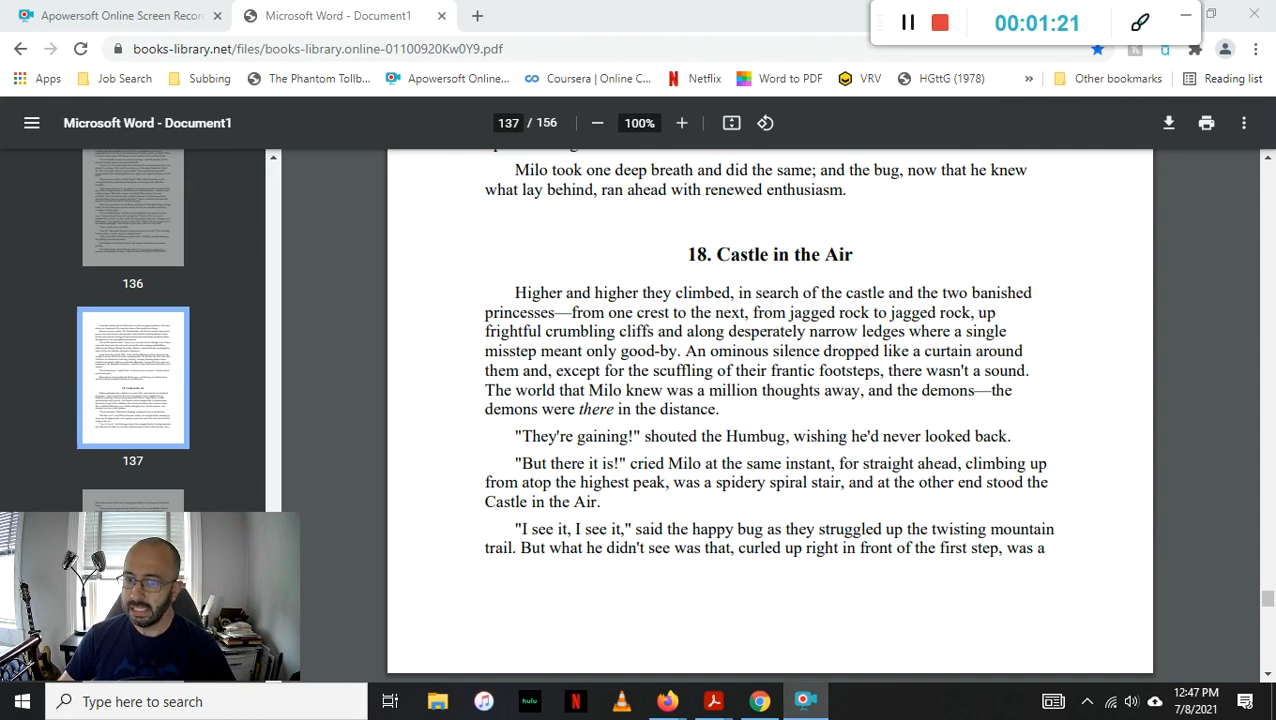 Apowersoft Online Screen Recor
Microsoft Word - Document1
00:01:21
books-library.net/files/books-library.online-01100920Kw0Y9.pdf
Apps
Job Search
Subbing
The Phantom Tollb...
Apowersoft Online...
Coursera | Online C...
Netflix
Word to PDF
VRV
HGttG (1978)
»
Other bookmarks
Reading list
Microsoft Word - Document1
137 / 156
100%
136
137
Milo took one deep breath and did the same; and the bug, now that he knew
what lay behind, ran ahead with renewed enthusiasm.
18. Castle in the Air
Higher and higher they climbed, in search of the castle and the two banished
princesses—from one crest to the next, from jagged rock to jagged rock, up
frightful crumbling cliffs and along desperately narrow ledges where a single
misstep meant only good-by. An ominous silence dropped like a curtain around
them and, except for the scuffling of their frantic footsteps, there wasn't a sound.
The world that Milo knew was a million thoughts away, and the demons—the
demons were there in the distance.
"They're gaining!" shouted the Humbug, wishing he'd never looked back.
"But there it is!" cried Milo at the same instant, for straight ahead, climbing up
from atop the highest peak, was a spidery spiral stair, and at the other end stood the
Castle in the Air.
"I see it, I see it," said the happy bug as they struggled up the twisting mountain
trail. But what he didn't see was that, curled up right in front of the first step, was a
Type here to search
hulu
12:47 PM
7/8/2021